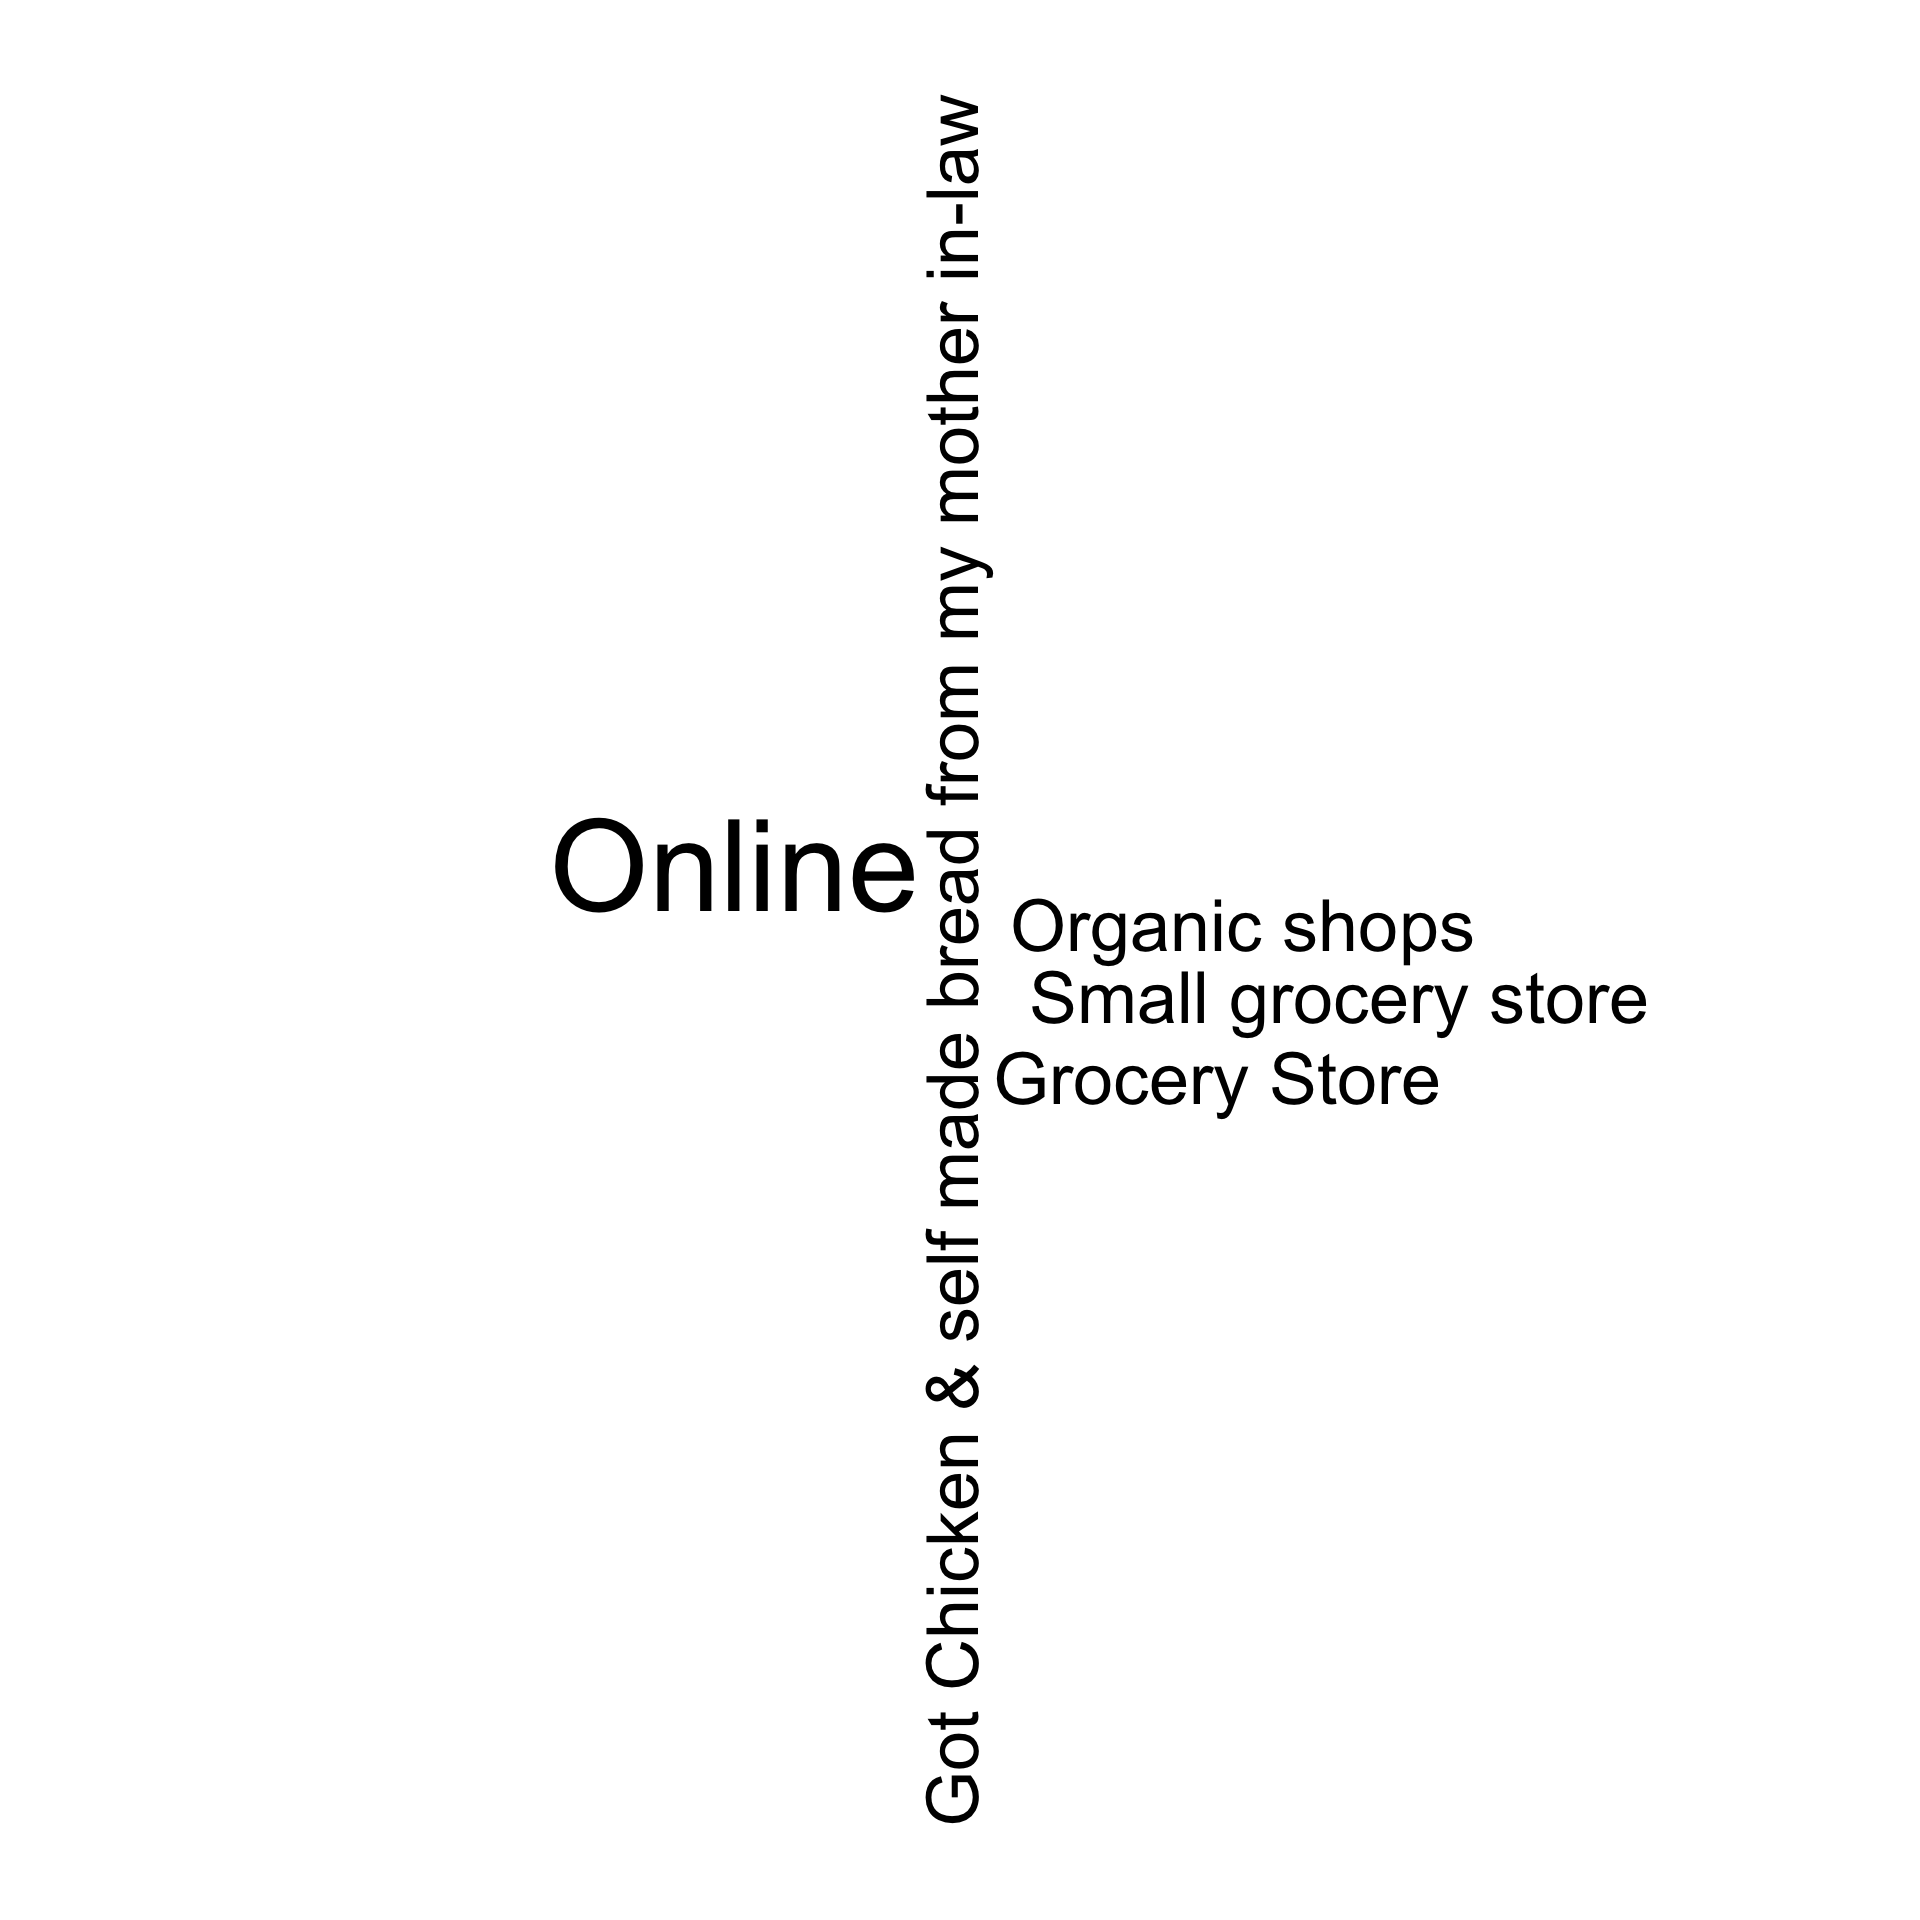 Got Chicken & self made bread from my mother in-law
Online
Organic shops
Small grocery store
Grocery Store